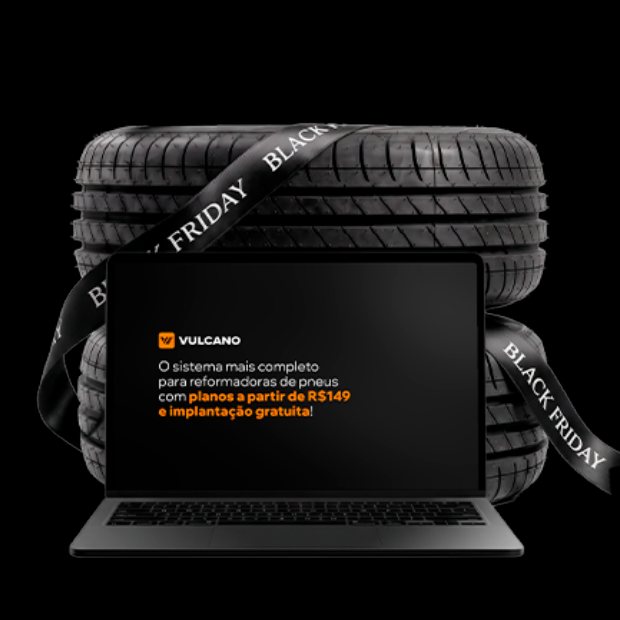 BLACK
FRIDAY
BLACK FRIDAY
VULCANO
O sistema mais completo
para reformadoras de pneus
com planos a partir de R$149
e implantação gratuita!